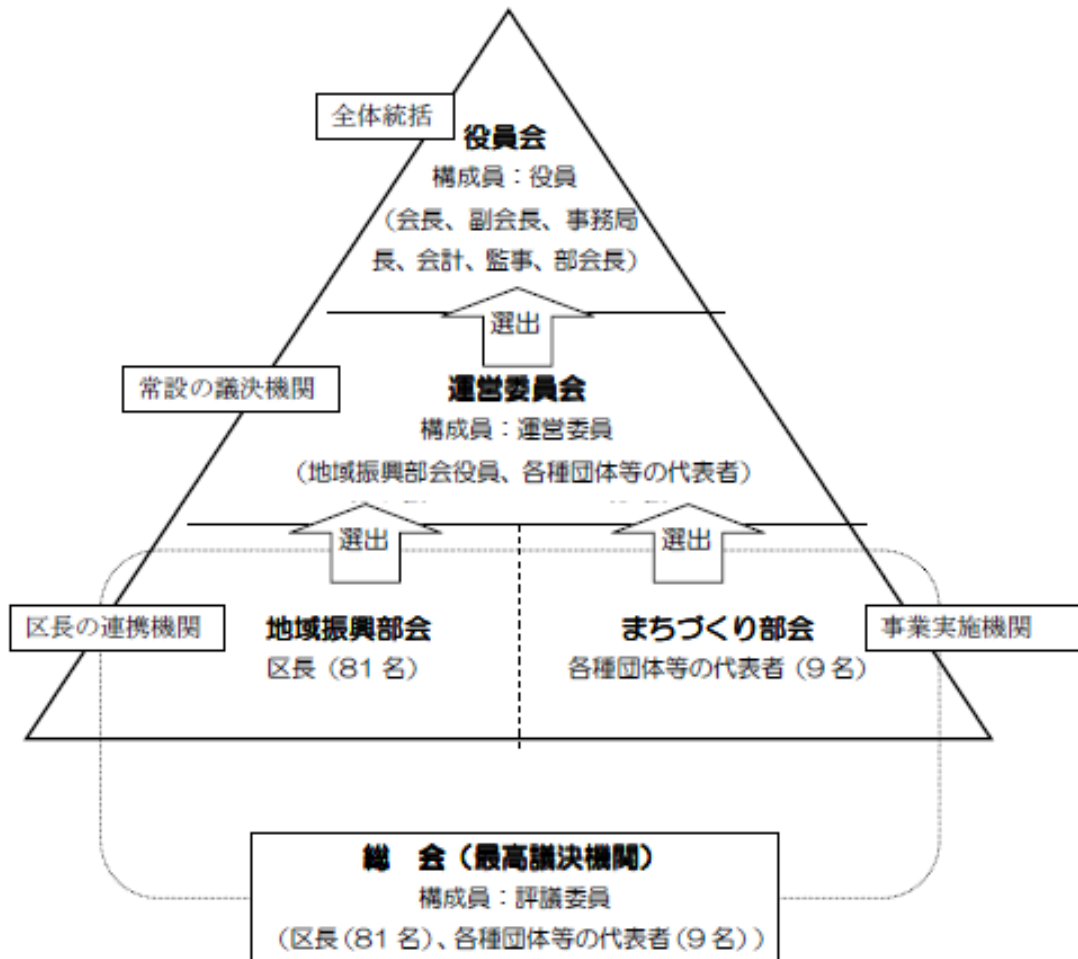 全体統括
役員会
構成員：役員
（会長、副会長、事務局
長、会計、監事、部会長）
選出
常設の議決機関
運営委員会
構成員：運営委員
（地域振興部会役員、各種団体等の代表者）
選出
選出
区長の連携機関
地域振興部会
区長（81 名）
まちづくり部会
各種団体等の代表者（9 名）
事業実施機関
総　会（最高議決機関）
構成員：評議委員
（区長（81 名）、各種団体等の代表者（9 名））